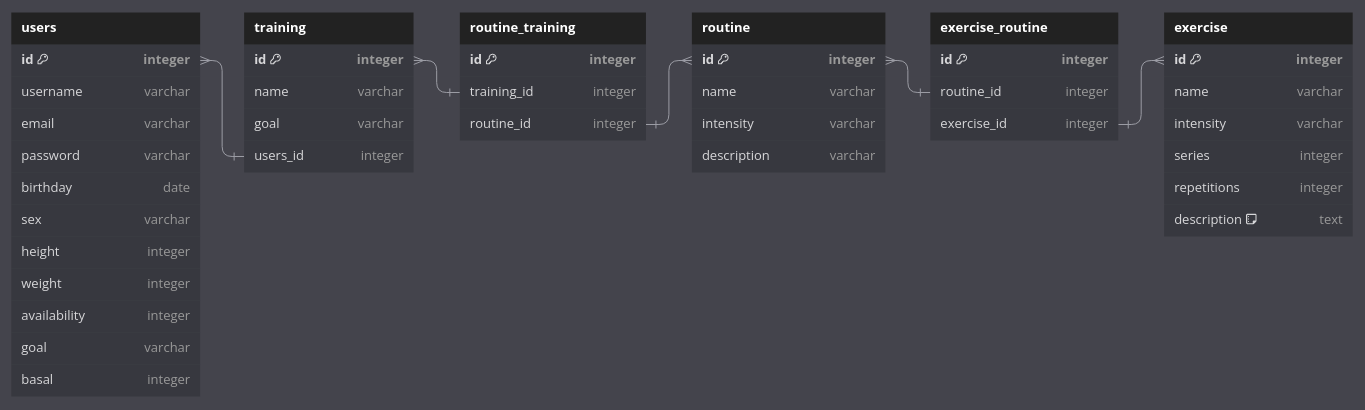 users
id integer
username varchar
email varchar
password varchar
birthday date
sex varchar
height integer
weight integer
availability integer
goal varchar
basal integer
training
id integer
name varchar
goal varchar
users_id integer
routine_training
id integer
training_id integer
routine_id integer
routine
id integer
name varchar
intensity varchar
description varchar
exercise_routine
id integer
routine_id integer
exercise_id integer
exercise
id integer
name varchar
intensity varchar
series integer
repetitions integer
description text